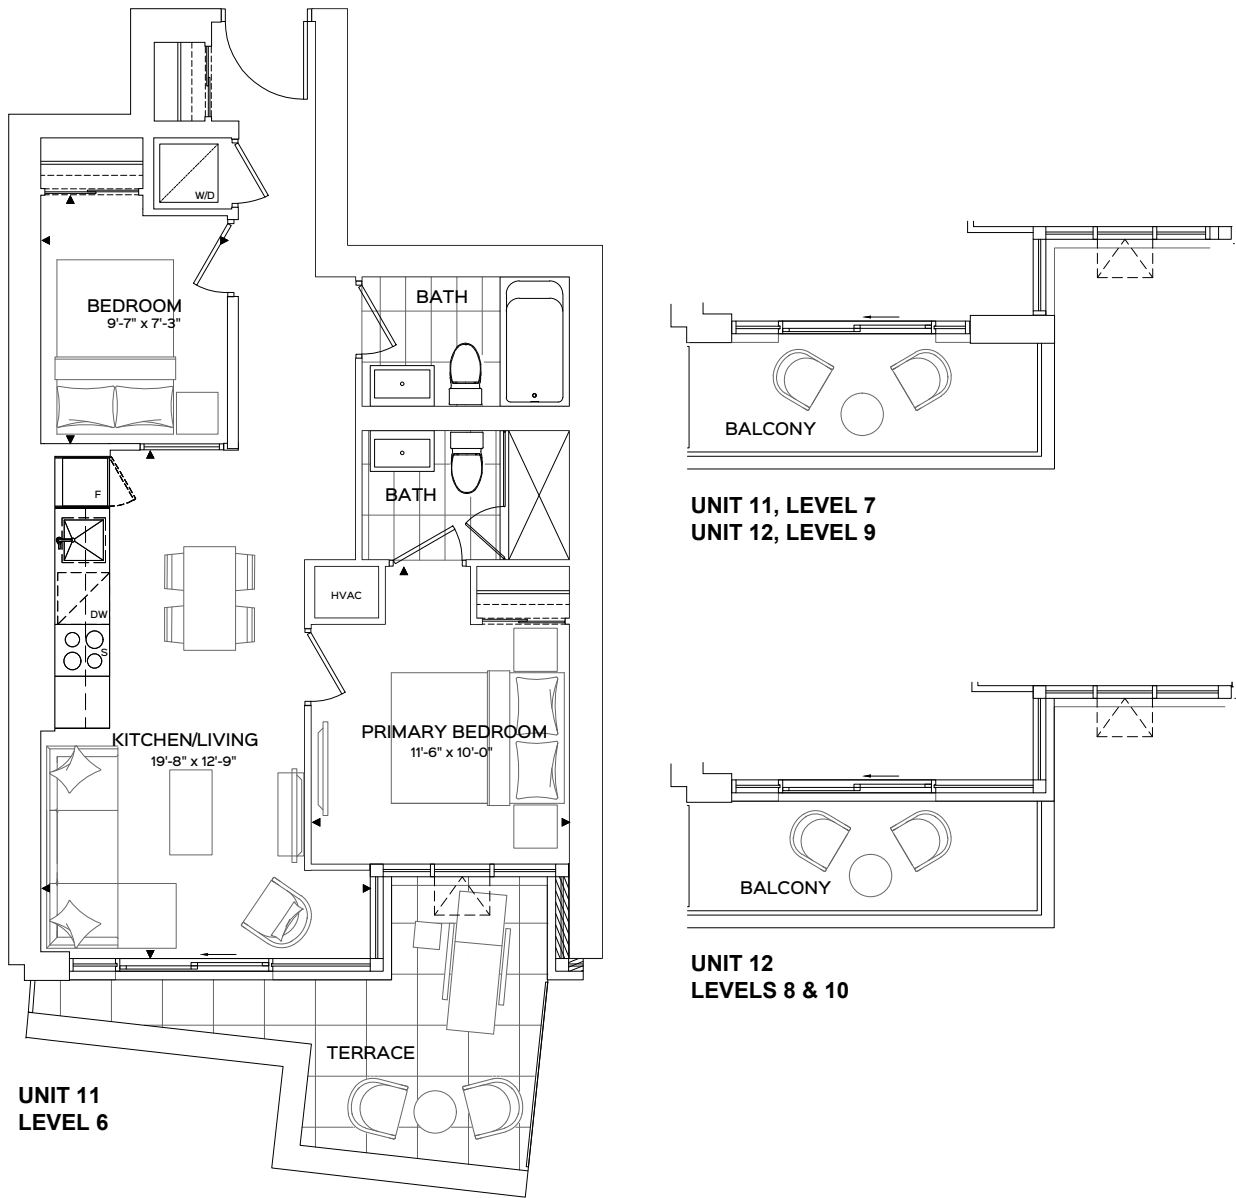 W/D
BEDROOM
9'-7" x 7'-3"
BATH
F
BATH
DW
S
HVAC
KITCHEN/LIVING
19'-8" x 12'-9"
PRIMARY BEDROOM
11'-6" x 10'-0"
TERRACE
UNIT 11
LEVEL 6
BALCONY
UNIT 11, LEVEL 7
UNIT 12, LEVEL 9
BALCONY
UNIT 12
LEVELS 8 & 10